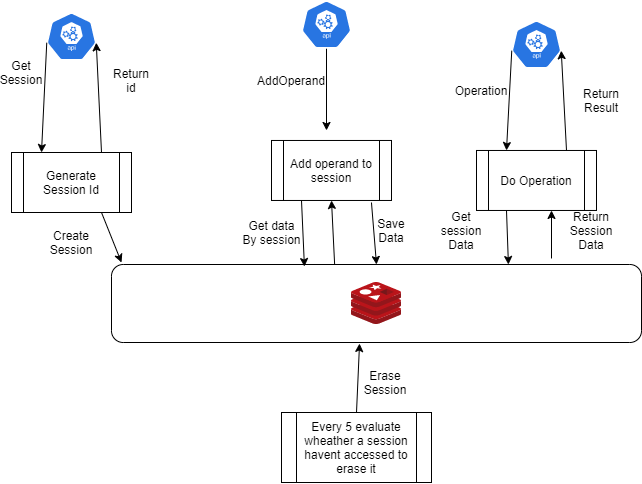 api
Get
Session
Return
id
Generate
Session Id
Create
Session
api
AddOperand
Add operand to
session
Get data
By session
Save
Data
api
Operation
Return
Result
Do Operation
Get
session
Data
Return
Session
Data
Erase
Session
Every 5 evaluate
wheather a session
havent accessed to
erase it